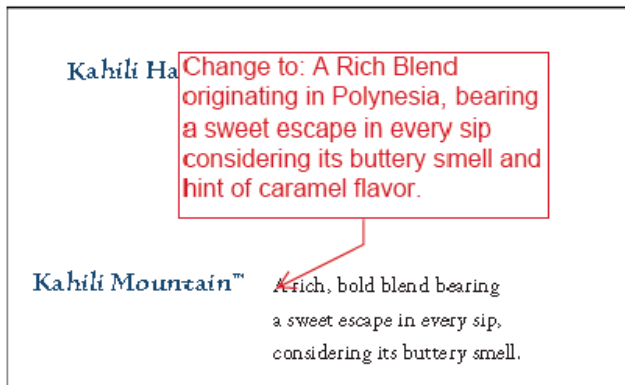 Kahili Ha
Change to: A Rich Blend
originating in Polynesia, bearing
a sweet escape in every sip
considering its buttery smell and
hint of caramel flavor.
Kahili Mountain™
A rich, bold blend bearing
a sweet escape in every sip,
considering its buttery smell.